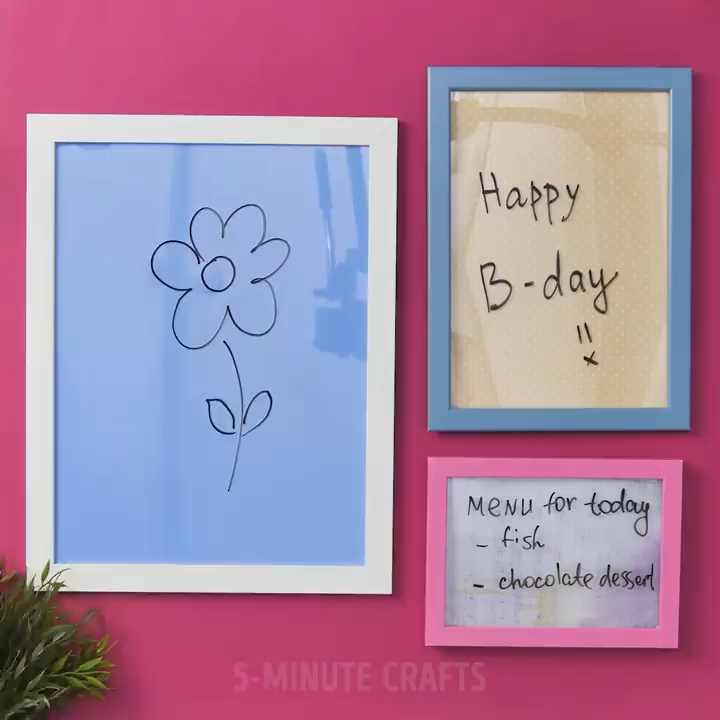 Happy
B-day
MENU for today
- fish
- chocolate dessert
5-MINUTE CRAFTS